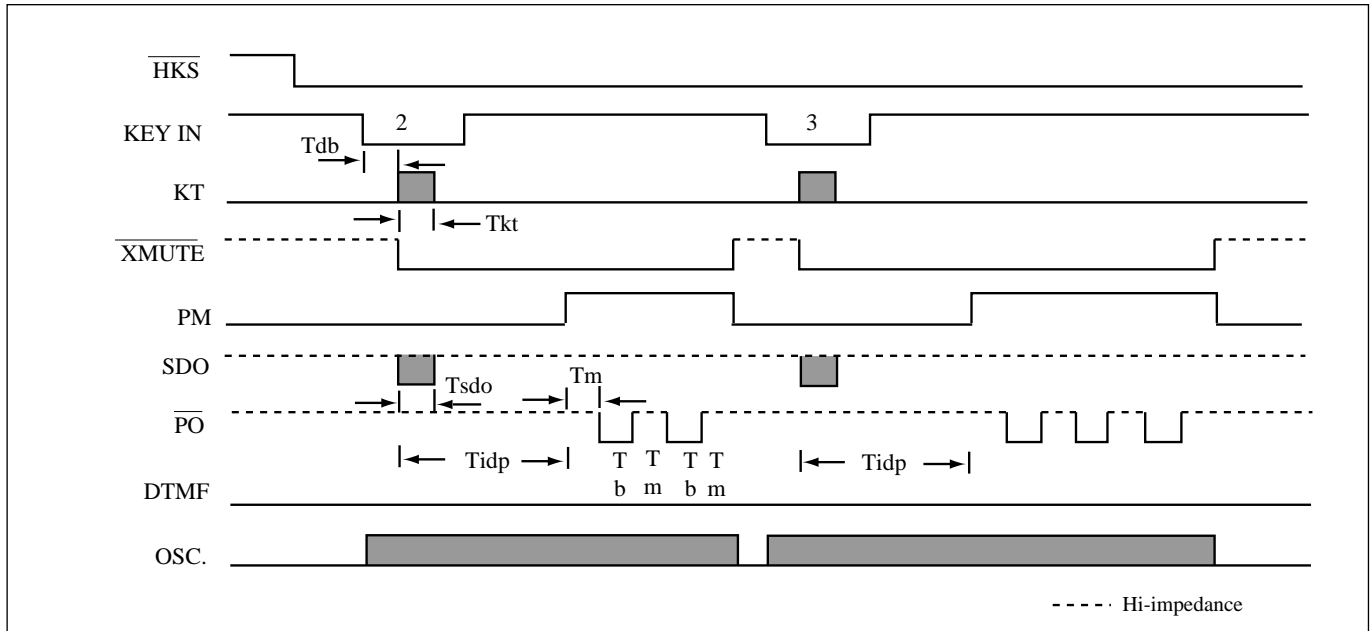 HKS
KEY IN 2 3
Tdb
KT
Tkt
XMUTE
PM
SDO
Tsdo Tm
PO
Tidp T b T m T b T m Tidp
DTMF
OSC.
Hi-impedance